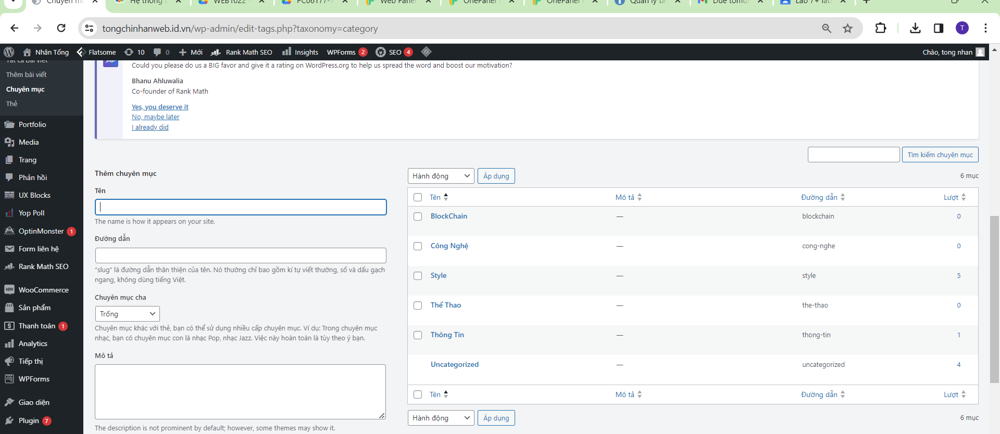 Chuyên m
Hệ thống c
WEB1022 -
PC06177-T
Web Panel
OnePanel
OnePanel
Quản lý tà
Due tomo
Lab 7+ lab
tongchinhanweb.id.vn/wp-admin/edit-tags.php?taxonomy=category
T
Nhân Tống
Flatsome
10
0
Mới
Rank Math SEO
Insights
WPForms 2
SEO 4
Chào, tong nhan
Tất cả bài viết
Thêm bài viết
Chuyên mục
Thẻ
Portfolio
Media
Trang
Phản hồi
UX Blocks
Yop Poll
OptinMonster 1
Form liên hệ
Rank Math SEO
WooCommerce
Sản phẩm
Thanh toán 1
Analytics
Tiếp thị
WPForms
Giao diện
Plugin 7
Could you please do us a BIG favor and give it a rating on WordPress.org to help us spread the word and boost our motivation?
Bhanu Ahluwalia
Co-founder of Rank Math
Yes, you deserve it
No, maybe later
I already did
Tìm kiếm chuyên mục
Thêm chuyên mục
Tên
The name is how it appears on your site.
Đường dẫn
“slug” là đường dẫn thân thiện của tên. Nó thường chỉ bao gồm kí tự viết thường, số và dấu gạch
ngang, không dùng tiếng Việt.
Chuyên mục cha
Trống
Chuyên mục khác với thẻ, bạn có thể sử dụng nhiều cấp chuyên mục. Ví dụ: Trong chuyên mục
nhạc, bạn có chuyên mục con là nhạc Pop, nhạc Jazz. Việc này hoàn toàn là tùy theo ý bạn.
Mô tả
The description is not prominent by default; however, some themes may show it.
Hành động
Áp dụng
6 mục
Tên Mô tả Đường dẫn Lượt
BlockChain — blockchain 0
Công Nghệ — cong-nghe 0
Style — style 5
Thể Thao — the-thao 0
Thông Tin — thong-tin 1
Uncategorized — uncategorized 4
Tên Mô tả Đường dẫn Lượt
Hành động
Áp dụng
6 mục